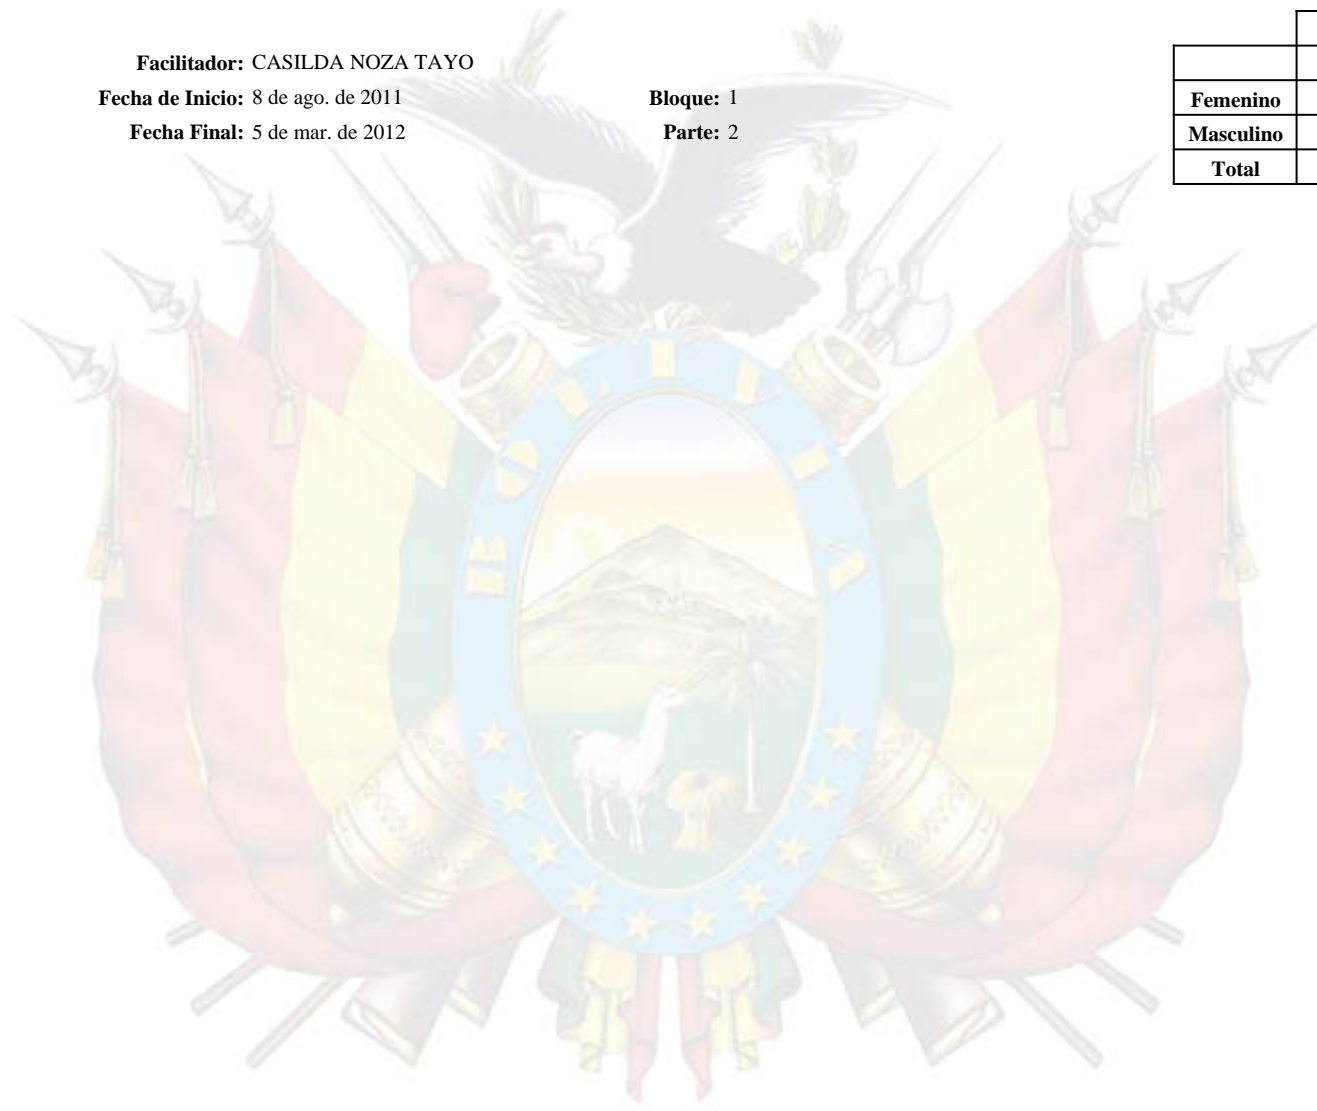 Facilitador: CASILDA NOZA TAYO
Fecha de Inicio: 8 de ago. de 2011 Bloque: 1
Fecha Final: 5 de mar. de 2012 Parte: 2
Femenino
Masculino
Total
BOLIVIA